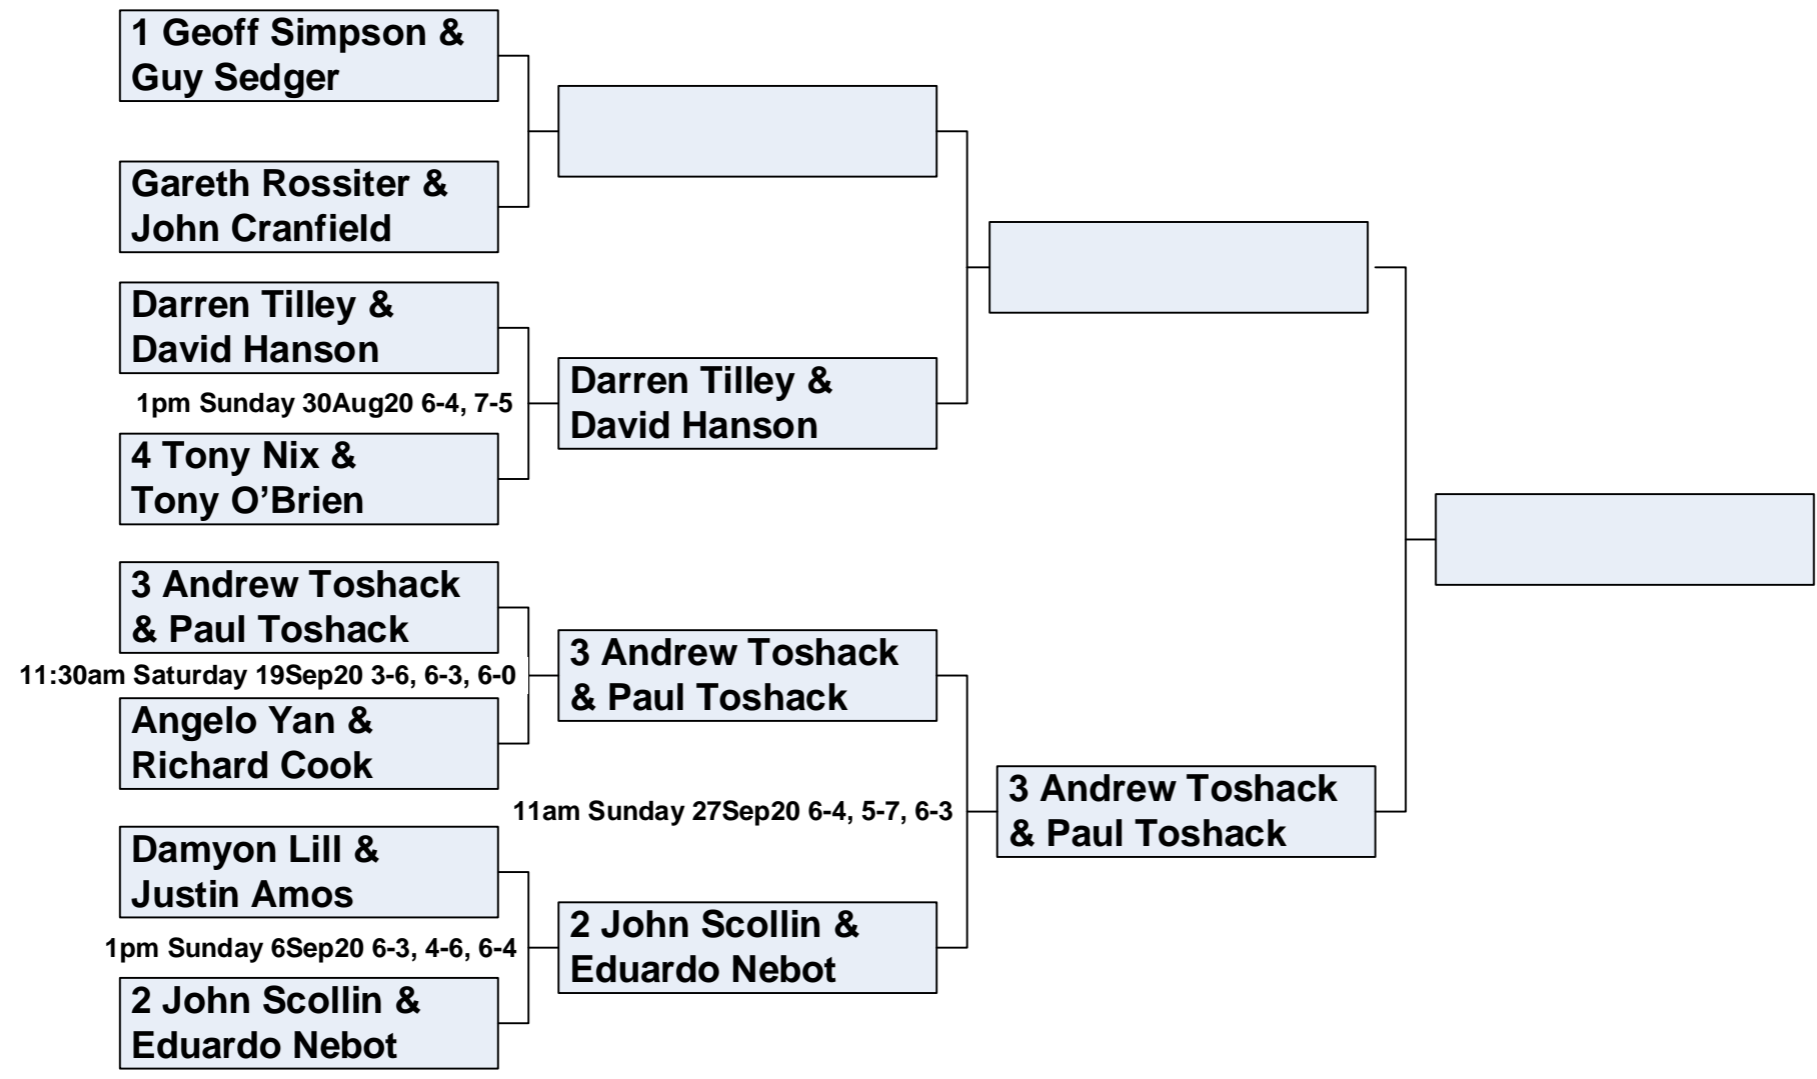 1 Geoff Simpson &
Guy Sedger
Gareth Rossiter &
John Cranfield
Darren Tilley &
David Hanson
1pm Sunday 30Aug20 6-4, 7-5
4 Tony Nix &
Tony O’Brien
Darren Tilley &
David Hanson
3 Andrew Toshack
& Paul Toshack
11:30am Saturday 19Sep20 3-6, 6-3, 6-0
Angelo Yan &
Richard Cook
3 Andrew Toshack
& Paul Toshack
11am Sunday 27Sep20 6-4, 5-7, 6-3
3 Andrew Toshack
& Paul Toshack
Damyon Lill &
Justin Amos
1pm Sunday 6Sep20 6-3, 4-6, 6-4
2 John Scollin &
Eduardo Nebot
2 John Scollin &
Eduardo Nebot